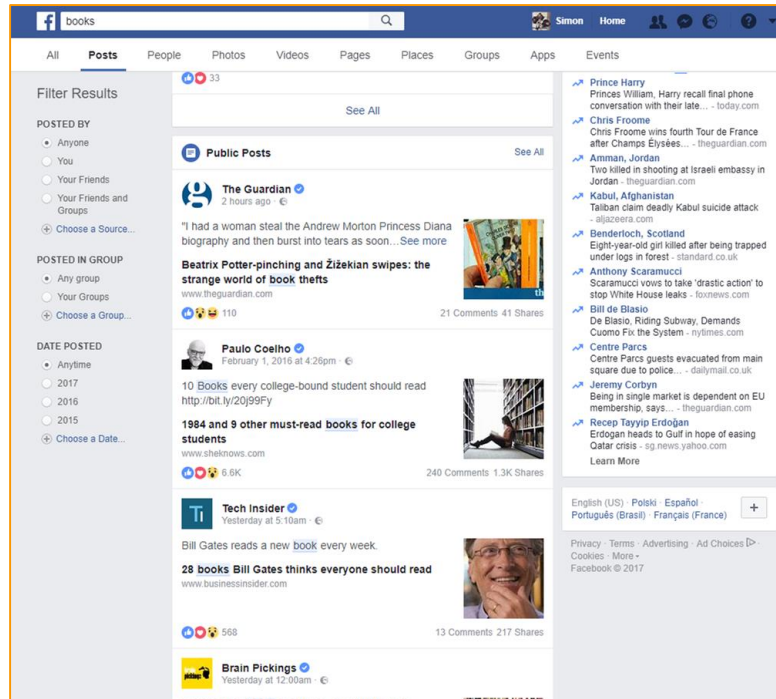 books
Simon Home
All Posts People Photos Videos Pages Places Groups Apps Events
Filter Results
POSTED BY
Anyone
You
Your Friends
Your Friends and
Groups
Choose a Source...
POSTED IN GROUP
Any group
Your Groups
Choose a Group...
DATE POSTED
Anytime
2017
2016
2015
Choose a Date...
33
See All
Public Posts See All
The Guardian
2 hours ago
"I had a woman steal the Andrew Morton Princess Diana
biography and then burst into tears as soon...See more
Beatrix Potter-pinching and Žižekian swipes: the
strange world of book thefts
www.theguardian.com
110 21 Comments 41 Shares
Paulo Coelho
February 1, 2016 at 4:26pm
10 Books every college-bound student should read
http://bit.ly/20j99Fy
1984 and 9 other must-read books for college
students
www.sheknows.com
6.6K 240 Comments 1.3K Shares
Tech Insider
Yesterday at 5:10am
Bill Gates reads a new book every week.
28 books Bill Gates thinks everyone should read
www.businessinsider.com
568 13 Comments 217 Shares
Brain Pickings
Yesterday at 12:00am
Prince Harry
Princes William, Harry recall final phone
conversation with their late... - today.com
Chris Froome
Chris Froome wins fourth Tour de France
after Champs Élysées... - theguardian.com
Amman, Jordan
Two killed in shooting at Israeli embassy in
Jordan - theguardian.com
Kabul, Afghanistan
Taliban claim deadly Kabul suicide attack
- aljazeera.com
Benderloch, Scotland
Eight-year-old girl killed after being trapped
under logs in forest - standard.co.uk
Anthony Scaramucci
Scaramucci vows to take 'drastic action' to
stop White House leaks - foxnews.com
Bill de Blasio
De Blasio, Riding Subway, Demands
Cuomo Fix the System - nytimes.com
Centre Parcs
Centre Parcs guests evacuated from main
square due to police... - dailymail.co.uk
Jeremy Corbyn
Being in single market is dependent on EU
membership, says... - theguardian.com
Recep Tayyip Erdoğan
Erdogan heads to Gulf in hope of easing
Qatar crisis - sg.news.yahoo.com
Learn More
English (US) · Polski · Español ·
Português (Brasil) · Français (France)
Privacy · Terms · Advertising · Ad Choices ·
Cookies · More
Facebook © 2017